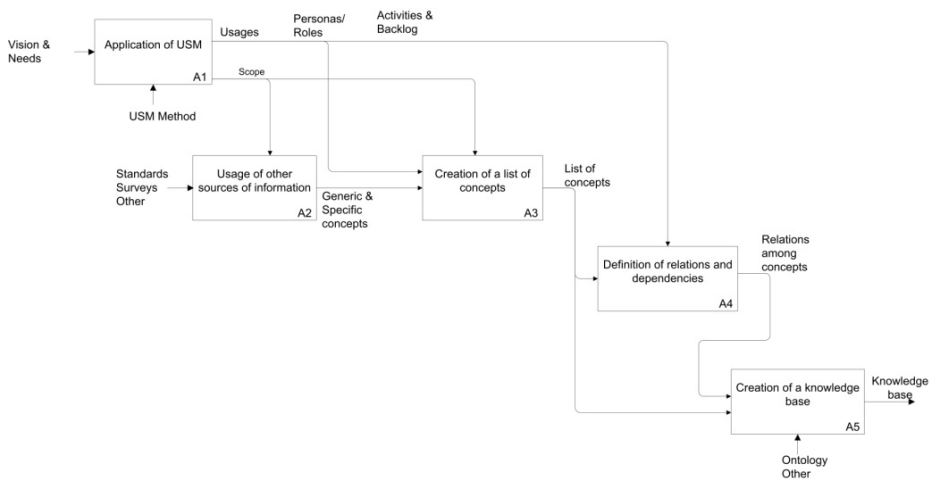 Personas/
Roles
Activities &
Backlog
Usages
Vision &
Needs
Application of USM
A1
Scope
USM Method
Standards
Surveys
Other
Usage of other
sources of information
A2
Generic &
Specific
concepts
Creation of a list of
concepts
A3
List of
concepts
Definition of relations and
dependencies
A4
Relations
among
concepts
Creation of a knowledge
base
A5
Knowledge
base
Ontology
Other